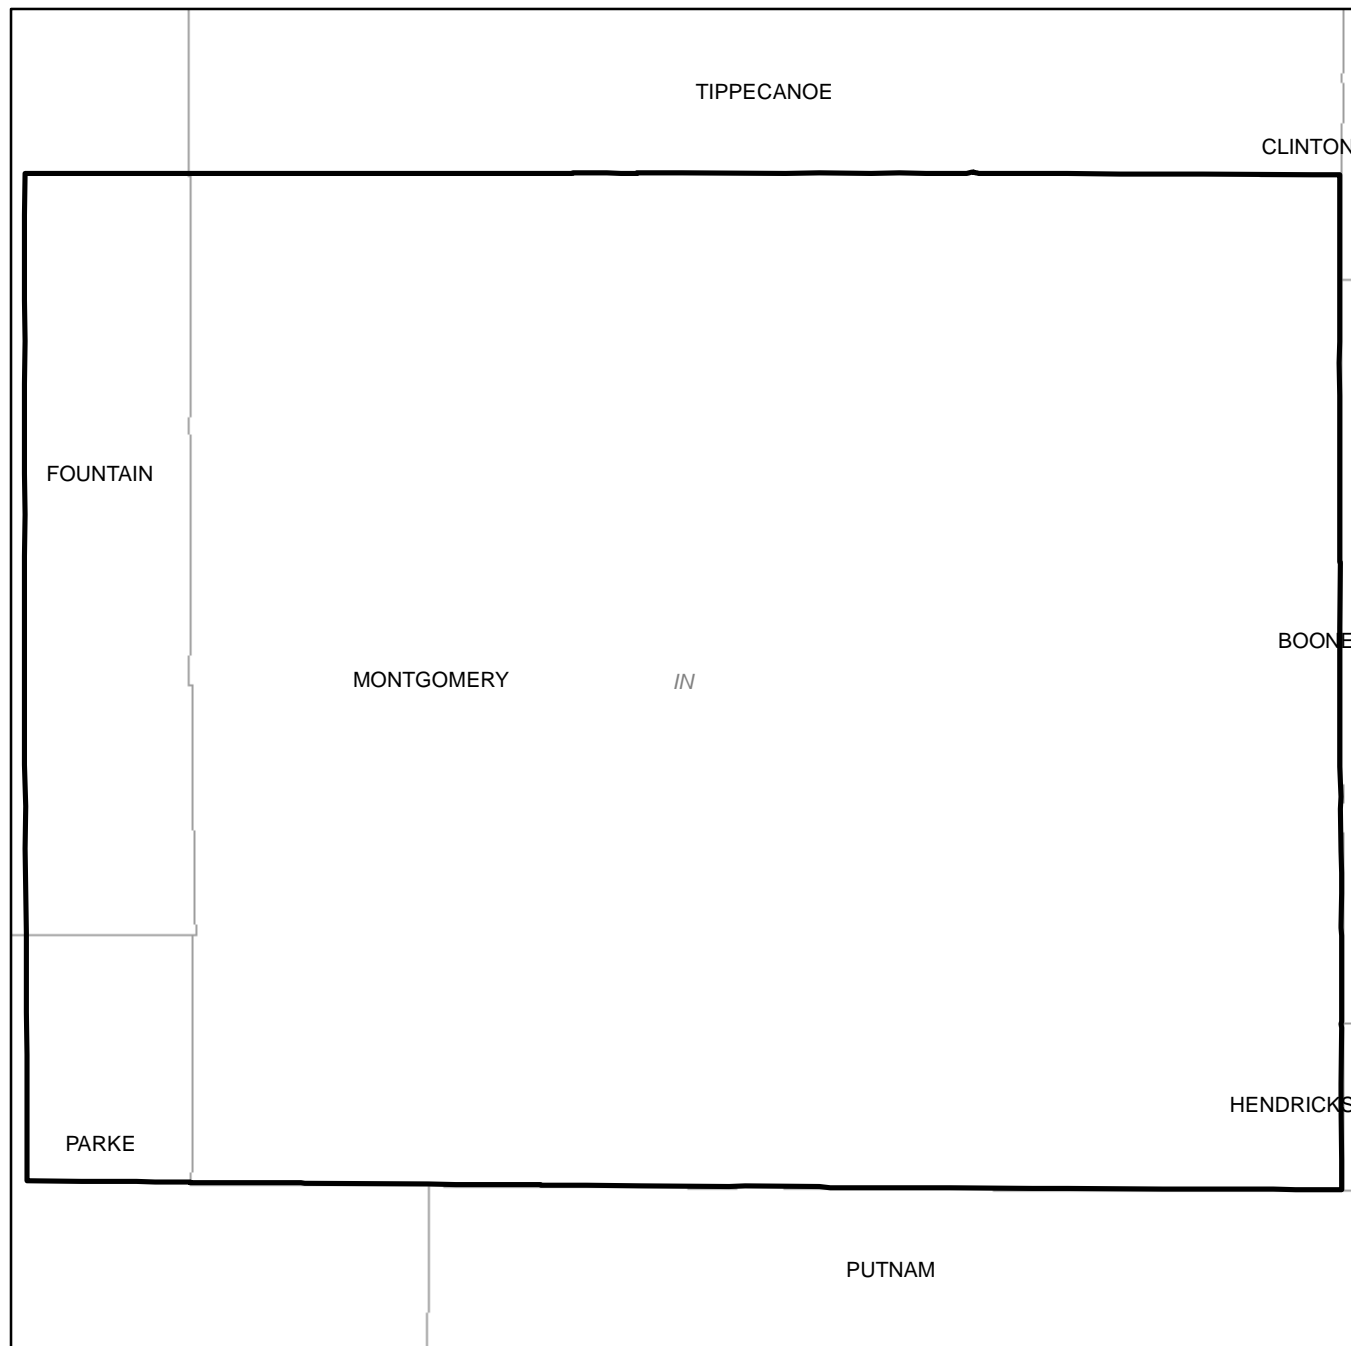 TIPPECANOE
CLINTON
FOUNTAIN
BOONE
MONTGOMERY
IN
HENDRICKS
PARKE
PUTNAM